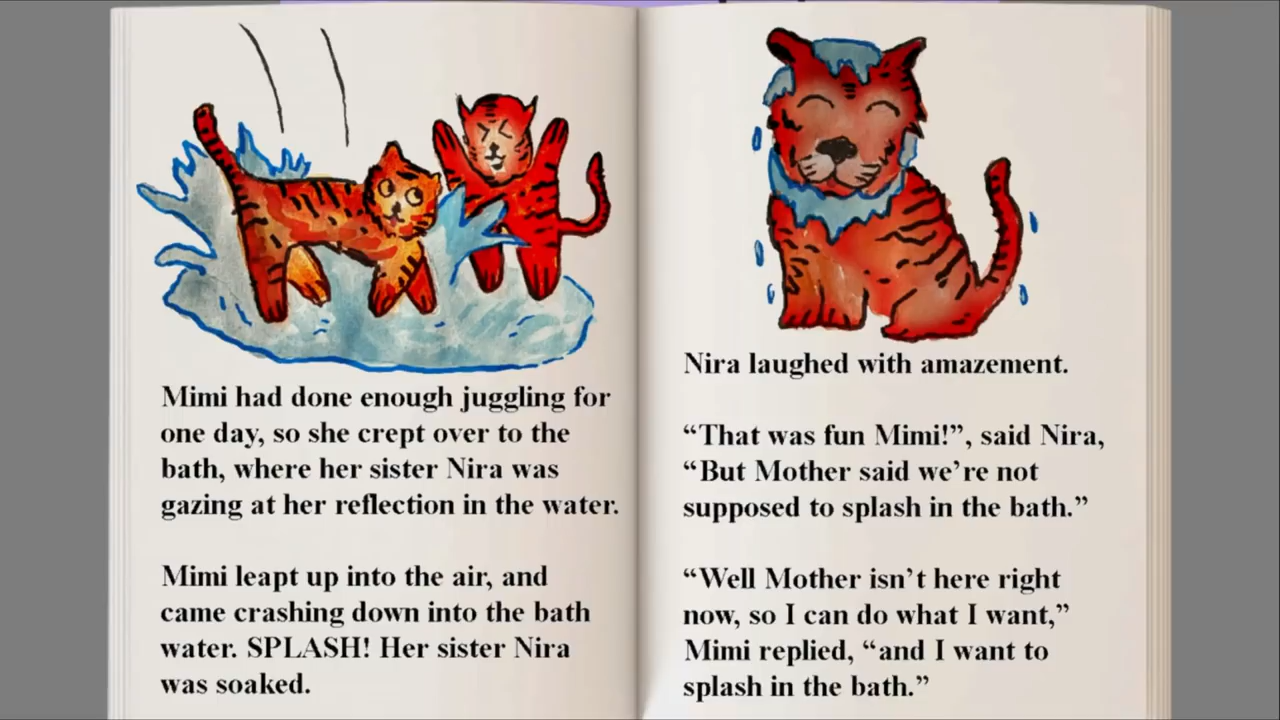 Mimi had done enough juggling for
one day, so she crept over to the
bath, where her sister Nira was
gazing at her reflection in the water.
Mimi leapt up into the air, and
came crashing down into the bath
water. SPLASH! Her sister Nira
was soaked.
Nira laughed with amazement.
“That was fun Mimi!”, said Nira,
“But Mother said we’re not
supposed to splash in the bath.”
“Well Mother isn’t here right
now, so I can do what I want,”
Mimi replied, “and I want to
splash in the bath.”